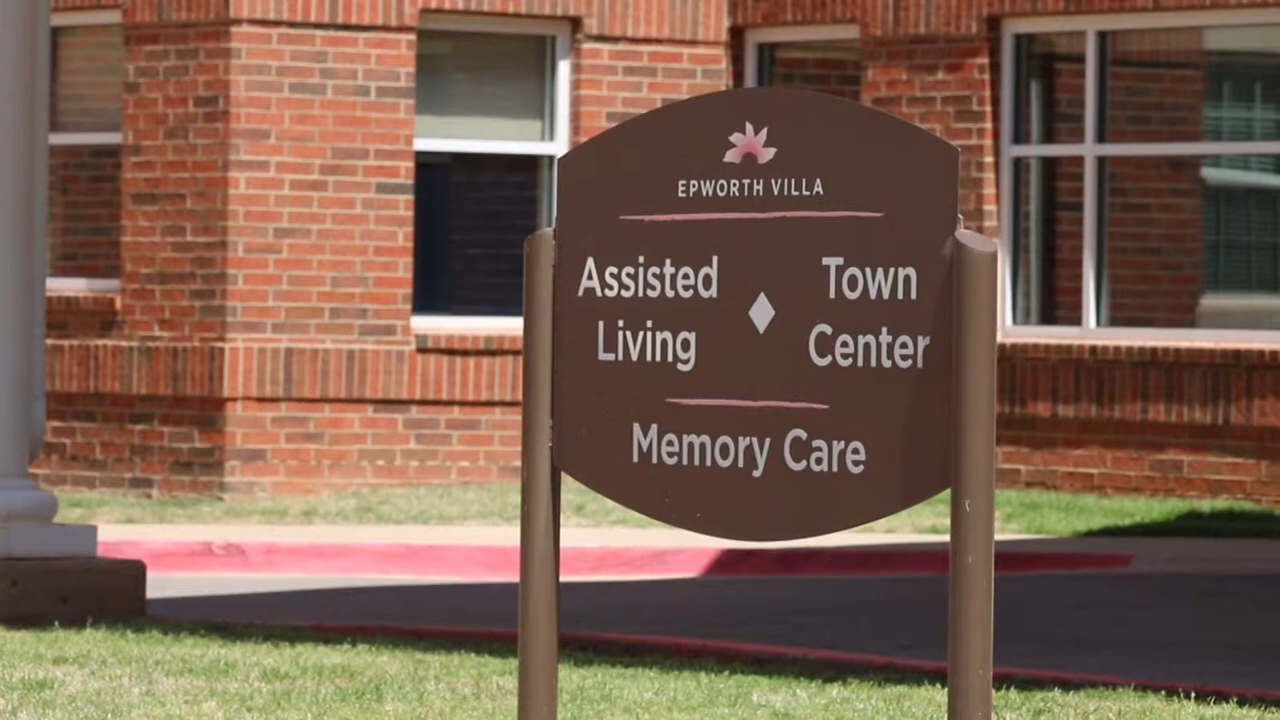 EPWORTH VILLA
Assisted
Living
Town
Center
Memory Care